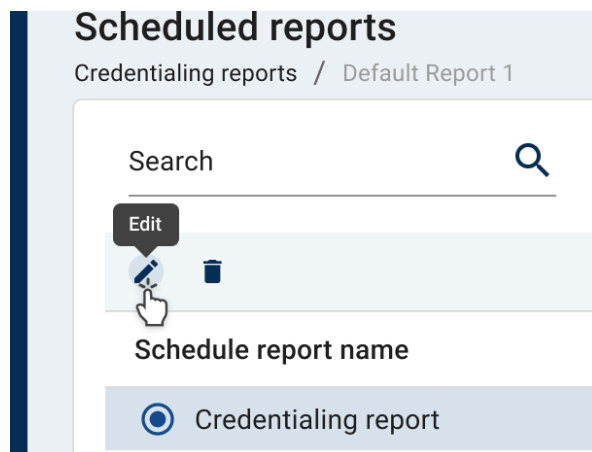 Scheduled reports
Credentialing reports / Default Report 1
Search
Edit
Schedule report name
Credentialing report